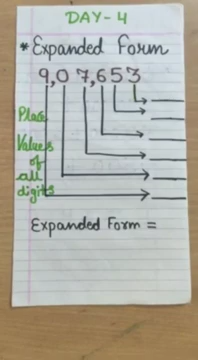 DAY-4
* Expanded Form
9,07,653
Place
Values
of
all
digits
Expanded Form =